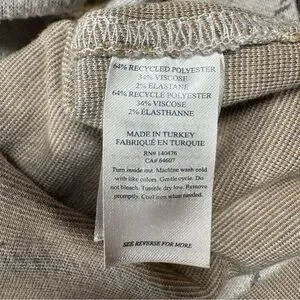 64% RECYCLED POLYESTER
34% VISCOSE
2% ELASTANE
64% RECYCLE POLYESTER
34% VISCOSE
2% ÉLASTHANNE
MADE IN TURKEY
FABRIQUÉ EN TURQUIE
RN# 140476
CA# 64607
Turn inside out. Machine wash cold
with like colors. Gentle cycle. Do
not bleach. Tumble dry low. Remove
promptly. Cool iron when needed.
SEE REVERSE FOR MORE